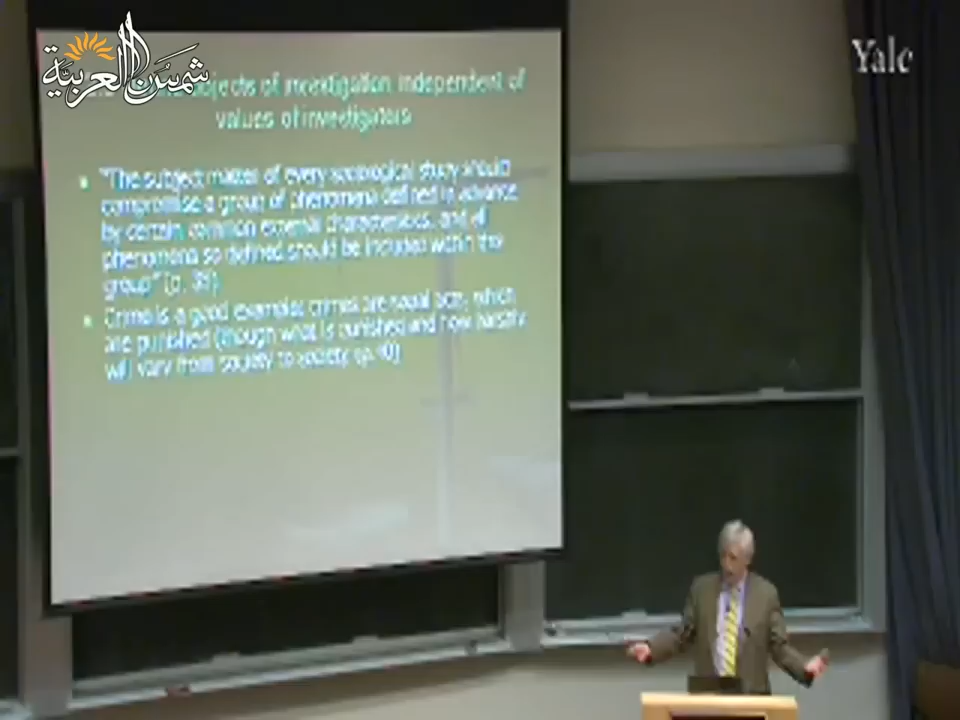 شمس العربية
Yale
objects of investigation independent of
values of investigators
"The subject matter of every sociological study should
compromise a group of phenomena defined in advance
by certain common external characteristics, and all
phenomena so defined should be included within the
group" (p.
Crime is a good example: crimes are social acts, which
are punished (though what is punished and how harshly
will vary from society to society (p.40)